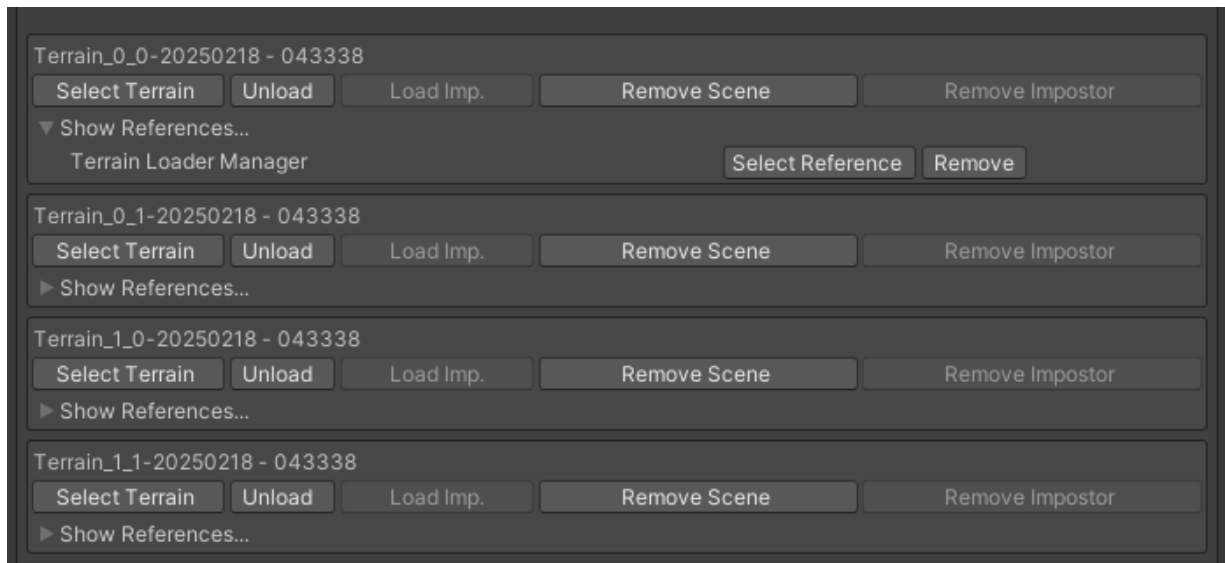 Terrain_0_0-20250218 - 043338
Select Terrain Unload Load Imp. Remove Scene Remove Impostor
Show References...
Terrain Loader Manager Select Reference Remove
Terrain_0_1-20250218 - 043338
Select Terrain Unload Load Imp. Remove Scene Remove Impostor
Show References...
Terrain_1_0-20250218 - 043338
Select Terrain Unload Load Imp. Remove Scene Remove Impostor
Show References...
Terrain_1_1-20250218 - 043338
Select Terrain Unload Load Imp. Remove Scene Remove Impostor
Show References...